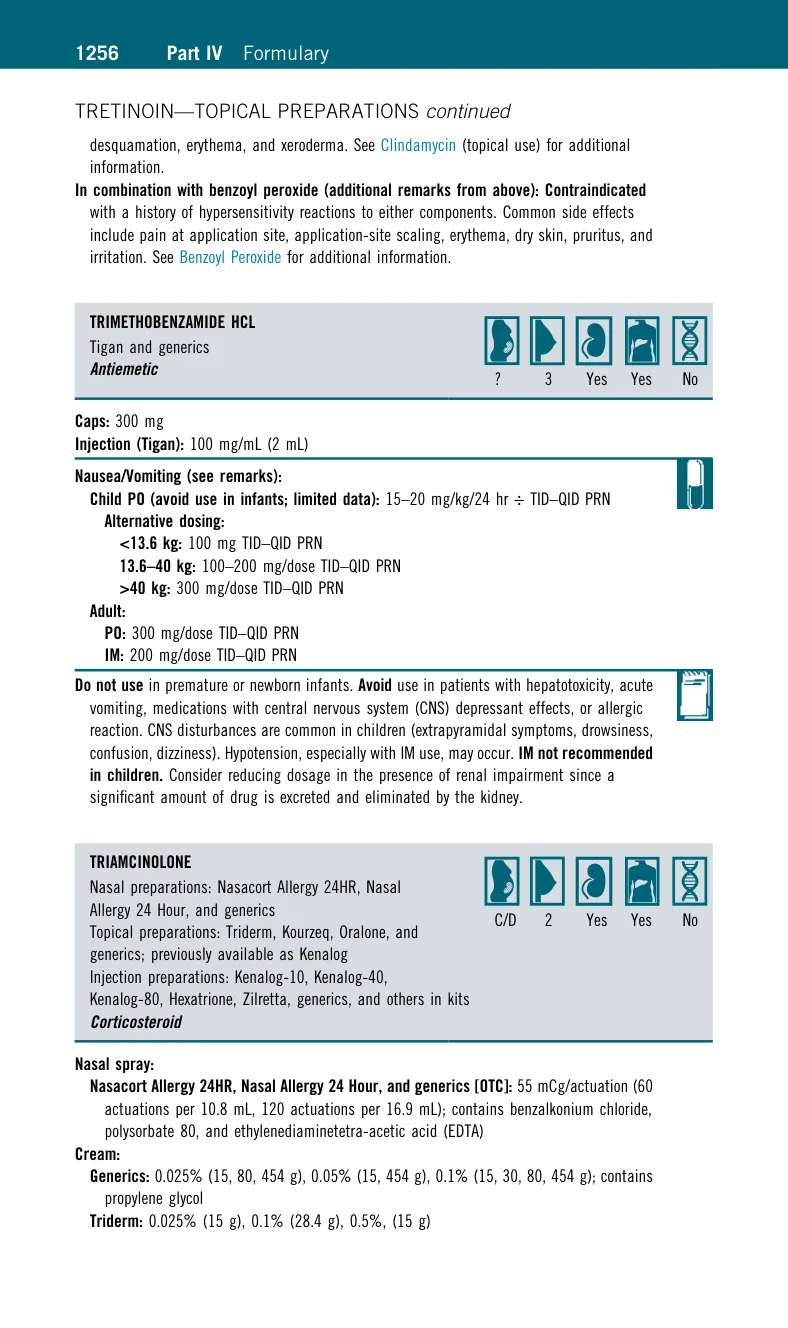 1256 Part IV Formulary
TRETINOIN—TOPICAL PREPARATIONS continued
desquamation, erythema, and xeroderma. See Clindamycin (topical use) for additional
information.
In combination with benzoyl peroxide (additional remarks from above): Contraindicated
with a history of hypersensitivity reactions to either components. Common side effects
include pain at application site, application-site scaling, erythema, dry skin, pruritus, and
irritation. See Benzoyl Peroxide for additional information.
TRIMETHOBENZAMIDE HCL
Tigan and generics
Antiemetic
? 3 Yes Yes No
Caps: 300 mg
Injection (Tigan): 100 mg/mL (2 mL)
Nausea/Vomiting (see remarks):
Child PO (avoid use in infants; limited data): 15–20 mg/kg/24 hr ÷ TID–QID PRN
Alternative dosing:
<13.6 kg: 100 mg TID–QID PRN
13.6–40 kg: 100–200 mg/dose TID–QID PRN
>40 kg: 300 mg/dose TID–QID PRN
Adult:
PO: 300 mg/dose TID–QID PRN
IM: 200 mg/dose TID–QID PRN
Do not use in premature or newborn infants. Avoid use in patients with hepatotoxicity, acute
vomiting, medications with central nervous system (CNS) depressant effects, or allergic
reaction. CNS disturbances are common in children (extrapyramidal symptoms, drowsiness,
confusion, dizziness). Hypotension, especially with IM use, may occur. IM not recommended
in children. Consider reducing dosage in the presence of renal impairment since a
significant amount of drug is excreted and eliminated by the kidney.
TRIAMCINOLONE
Nasal preparations: Nasacort Allergy 24HR, Nasal
Allergy 24 Hour, and generics
Topical preparations: Triderm, Kourzeq, Oralone, and
generics; previously available as Kenalog
Injection preparations: Kenalog-10, Kenalog-40,
Kenalog-80, Hexatrione, Zilretta, generics, and others in kits
Corticosteroid
C/D 2 Yes Yes No
Nasal spray:
Nasacort Allergy 24HR, Nasal Allergy 24 Hour, and generics [OTC]: 55 mCg/actuation (60
actuations per 10.8 mL, 120 actuations per 16.9 mL); contains benzalkonium chloride,
polysorbate 80, and ethylenediaminetetra-acetic acid (EDTA)
Cream:
Generics: 0.025% (15, 80, 454 g), 0.05% (15, 454 g), 0.1% (15, 30, 80, 454 g); contains
propylene glycol
Triderm: 0.025% (15 g), 0.1% (28.4 g), 0.5%, (15 g)